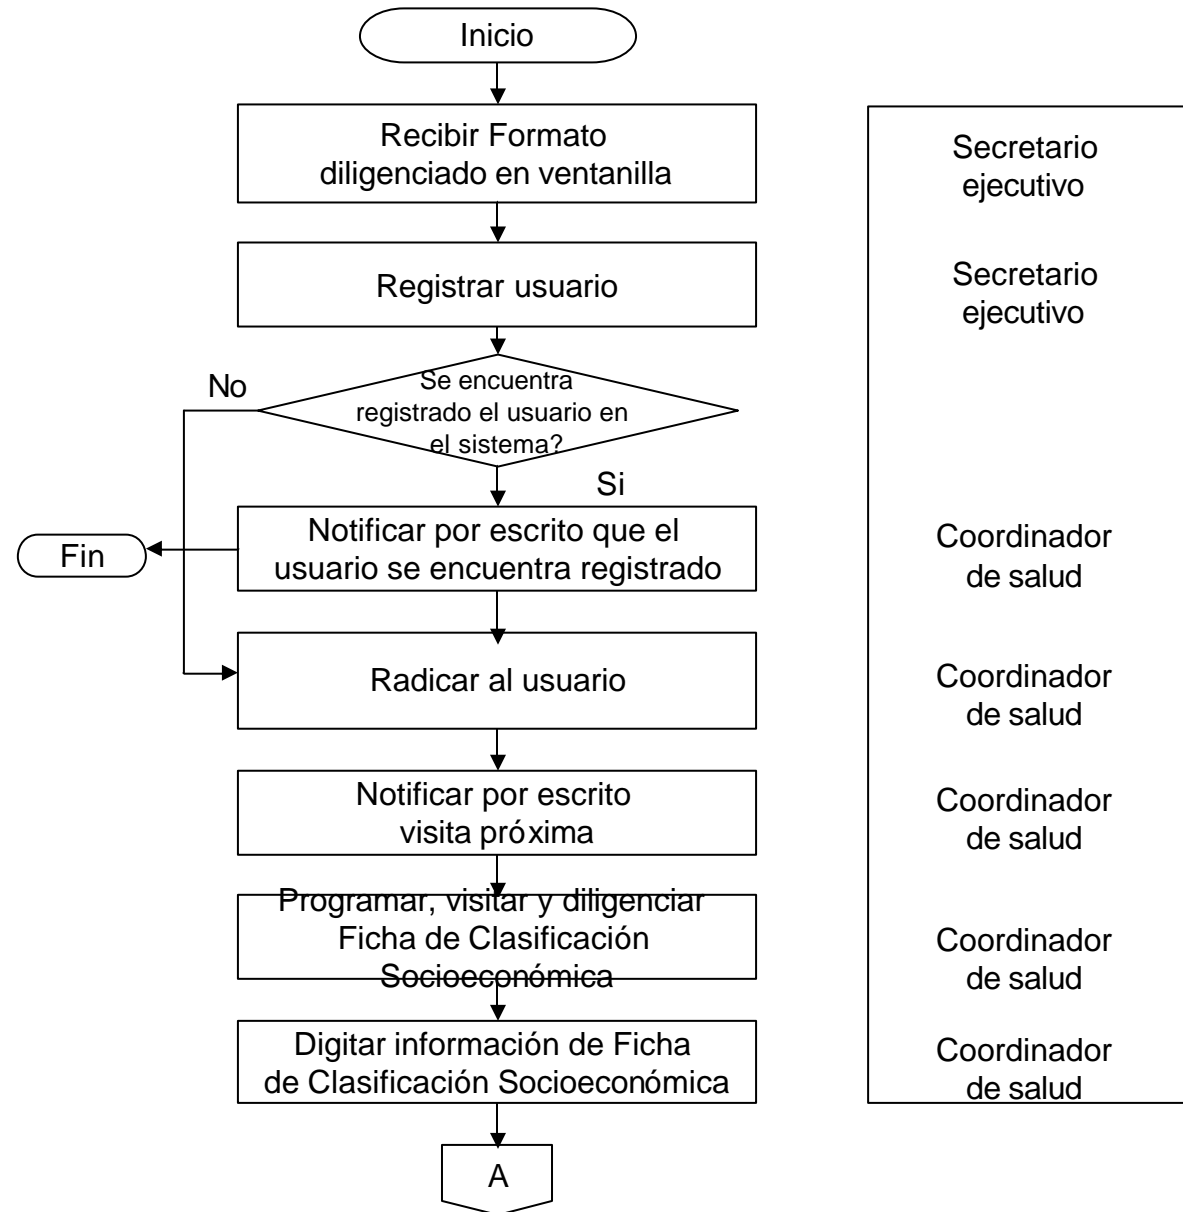 Inicio
Recibir Formato
diligenciado en ventanilla
Secretario
ejecutivo
Registrar usuario
Secretario
ejecutivo
No
Se encuentra
registrado el usuario en
el sistema?
Si
Fin
Notificar por escrito que el
usuario se encuentra registrado
Coordinador
de salud
Radicar al usuario
Coordinador
de salud
Notificar por escrito
visita próxima
Coordinador
de salud
Programar, visitar y diligenciar
Ficha de Clasificación
Socioeconómica
Coordinador
de salud
Digitar información de Ficha
de Clasificación Socioeconómica
Coordinador
de salud
A